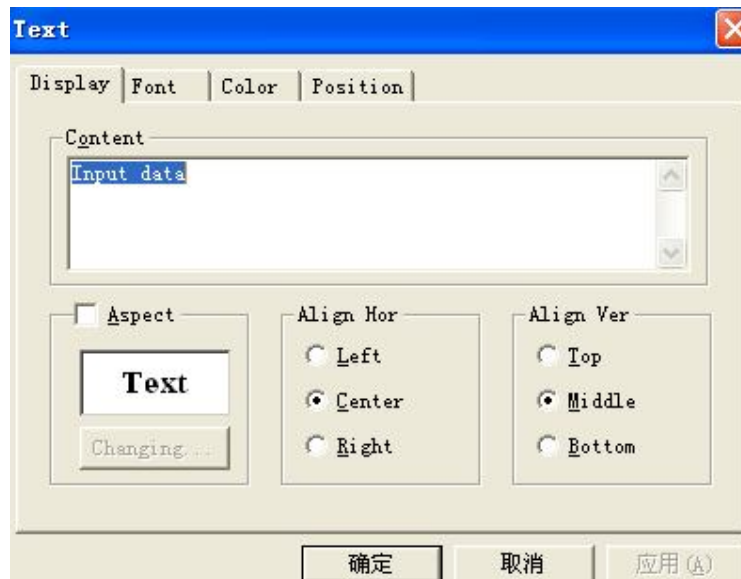 Text
Display Font Color Position
Content
Input data
Aspect Align Hor Align Ver
Left Top
Text
Center Middle
Changing...
Right Bottom
确定 取消 应用(A)